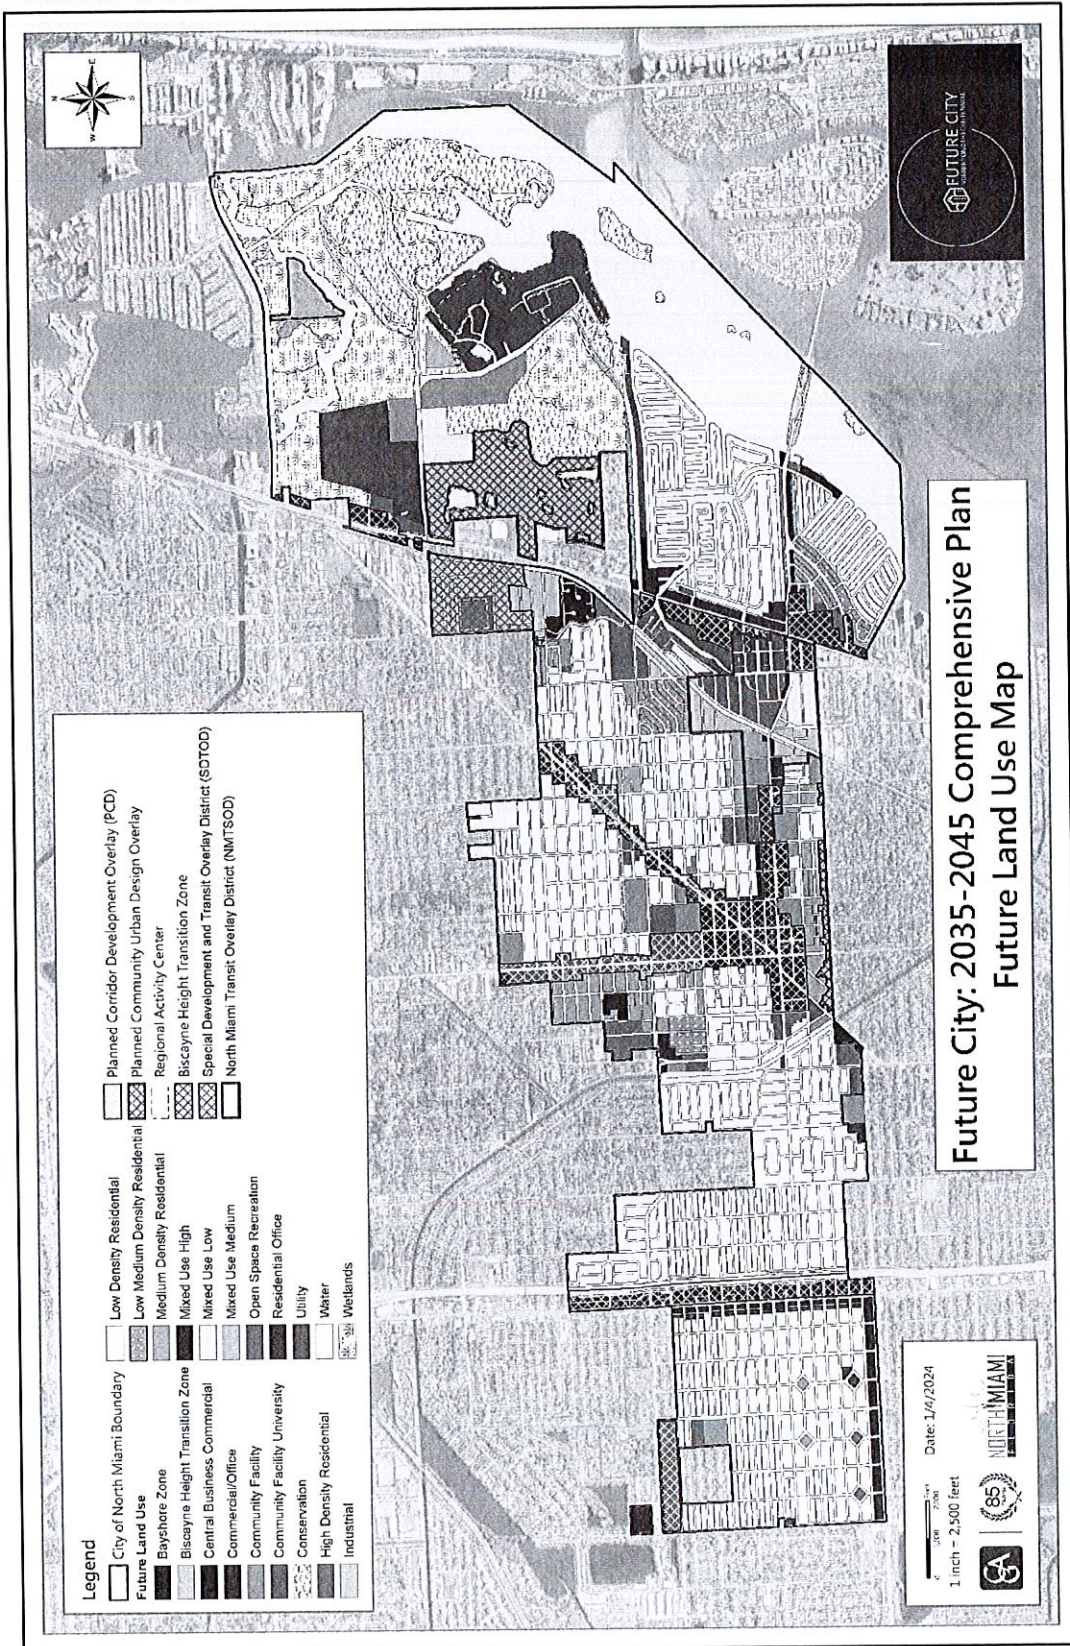 Legend
City of North Miami Boundary
Future Land Use
Bayshore Zone
Biscayne Height Transition Zone
Central Business Commercial
Commercial/Office
Community Facility
Community Facility University
Conservation
High Density Residential
Industrial
Low Density Residential
Low Medium Density Residential
Medium Density Residential
Mixed Use High
Mixed Use Low
Mixed Use Medium
Open Space Recreation
Residential Office
Utility
Water
Wetlands
Planned Corridor Development Overlay (PCD)
Planned Community Urban Design Overlay
Regional Activity Center
Biscayne Height Transition Zone
Special Development and Transit Overlay District (SDTOD)
North Miami Transit Overlay District (NMTSOD)
N
W
E
S
FUTURE CITY
Date: 1/4/2024
1 inch = 2,500 feet
CGA
85
NORTH MIAMI
FLORIDA
Future City: 2035-2045 Comprehensive Plan
Future Land Use Map